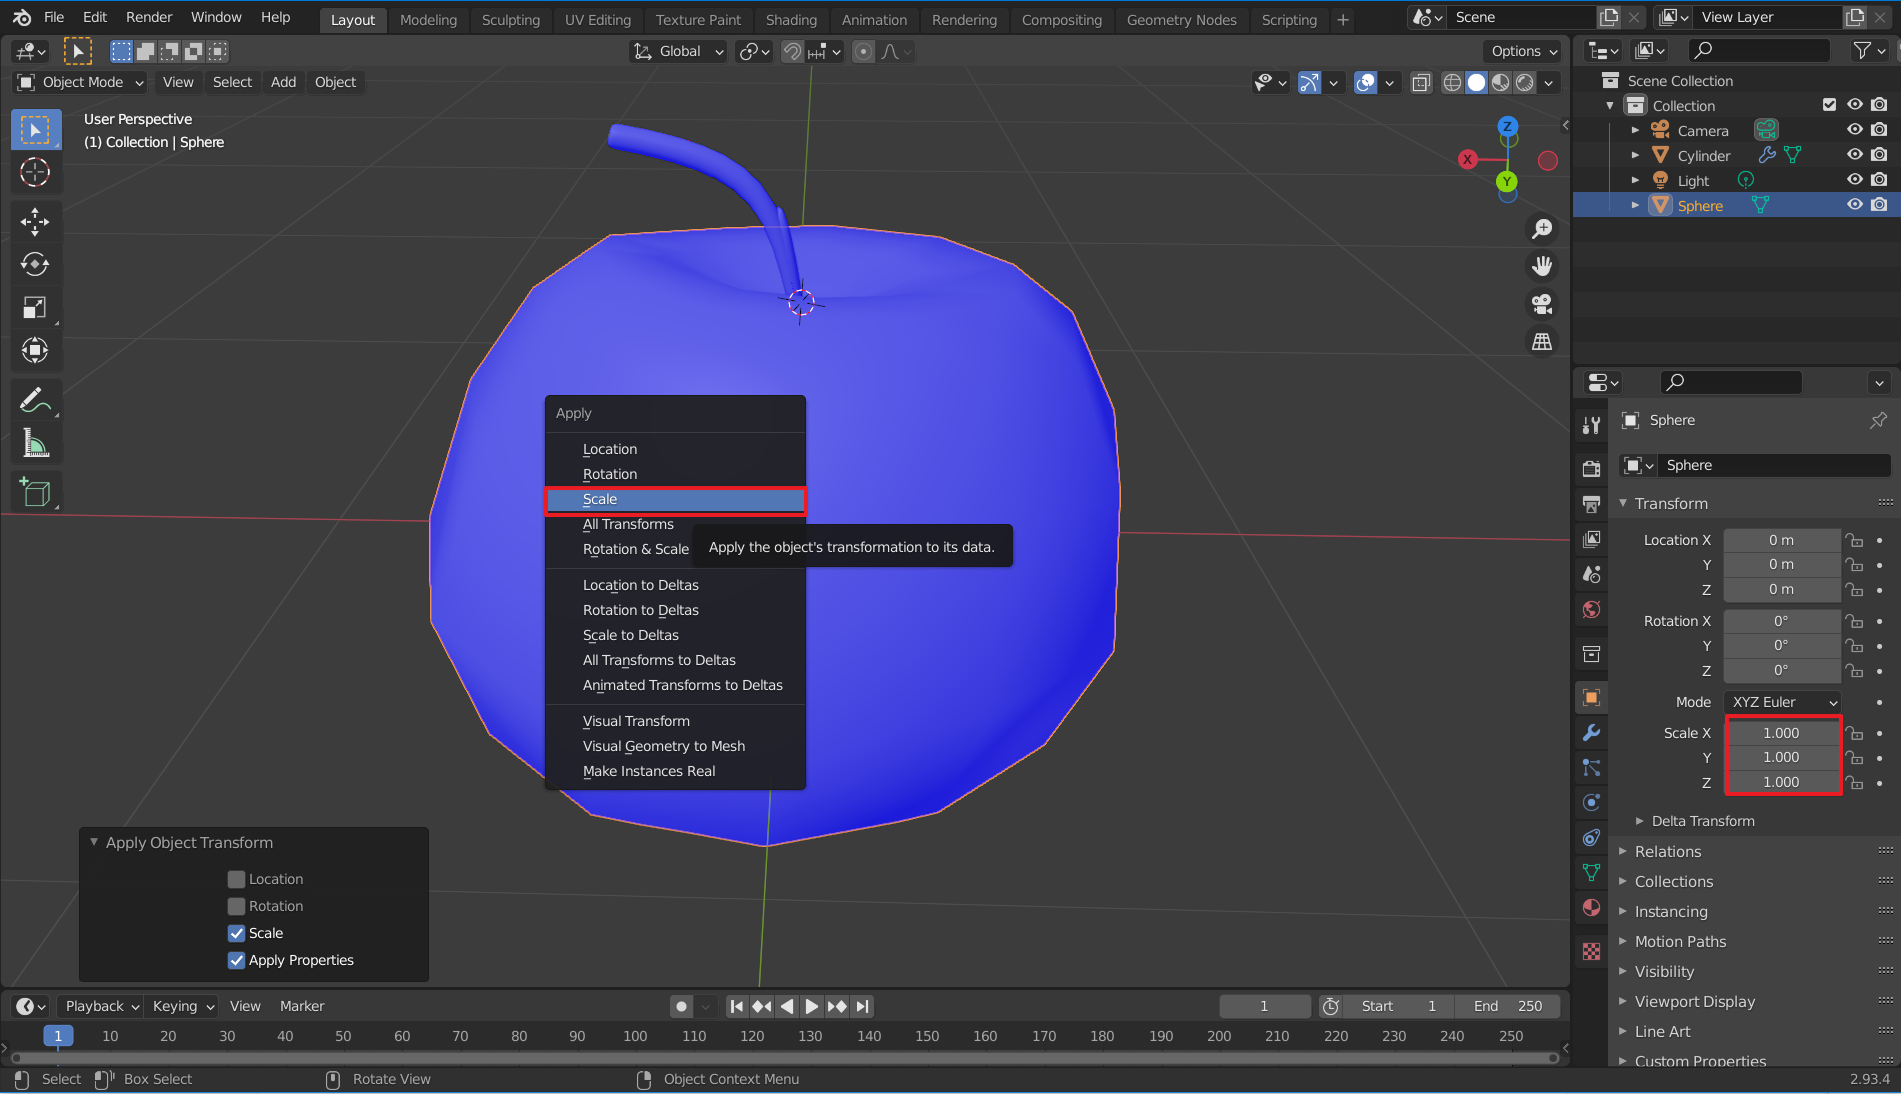 File Edit Render Window Help Layout Modeling Sculpting UV Editing Texture Paint Shading Animation Rendering Compositing Geometry Nodes Scripting + Scene View Layer
Global Options
Object Mode View Select Add Object
User Perspective
(1) Collection | Sphere
Z
X
Y
Scene Collection
Collection
Camera
Cylinder
Light
Sphere
Apply
Location
Rotation
Scale
All Transforms
Rotation & Scale
Apply the object's transformation to its data.
Location to Deltas
Rotation to Deltas
Scale to Deltas
All Transforms to Deltas
Animated Transforms to Deltas
Visual Transform
Visual Geometry to Mesh
Make Instances Real
Apply Object Transform
Location
Rotation
Scale
Apply Properties
Sphere
Sphere
Transform
Location X 0 m
Y 0 m
Z 0 m
Rotation X 0°
Y 0°
Z 0°
Mode XYZ Euler
Scale X 1.000
Y 1.000
Z 1.000
Delta Transform
Relations
Collections
Instancing
Motion Paths
Visibility
Viewport Display
Line Art
Custom Properties
Playback Keying View Marker 1 Start 1 End 250
1 10 20 30 40 50 60 70 80 90 100 110 120 130 140 150 160 170 180 190 200 210 220 230 240 250
Select Box Select Rotate View Object Context Menu 2.93.4